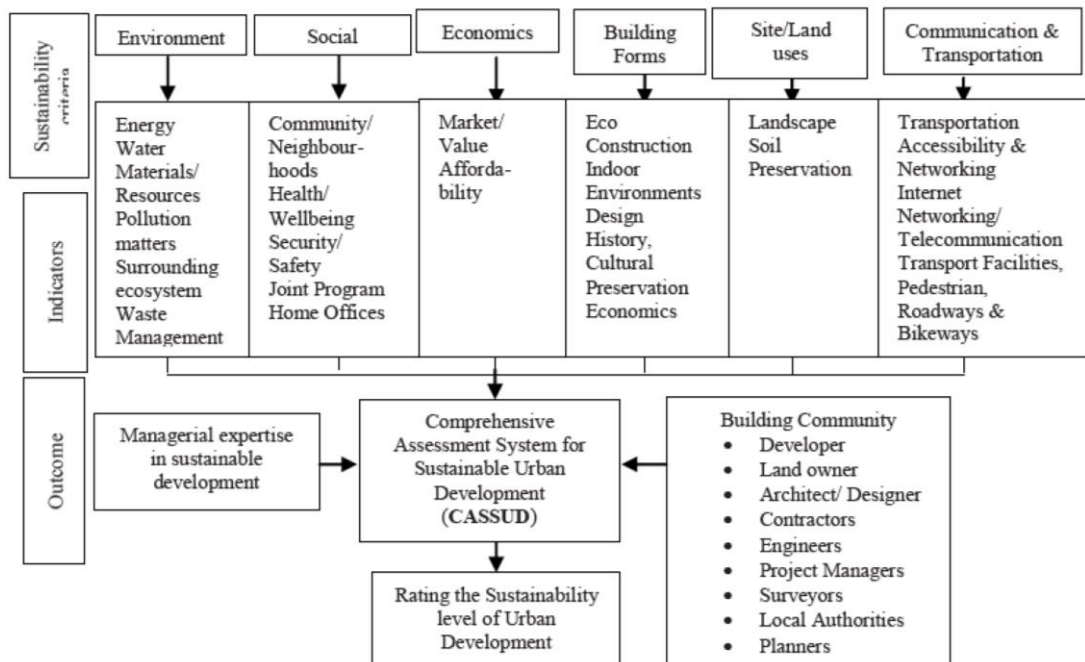 Sustainability
criteria
Environment
Social
Economics
Building
Forms
Site/Land
uses
Communication &
Transportation
Energy
Water
Materials/
Resources
Pollution
matters
Surrounding
ecosystem
Waste
Management
Community/
Neighbour-
hoods
Health/
Wellbeing
Security/
Safety
Joint Program
Home Offices
Market/
Value
Afforda-
bility
Eco
Construction
Indoor
Environments
Design
History,
Cultural
Preservation
Economics
Landscape
Soil
Preservation
Transportation
Accessibility &
Networking
Internet
Networking/
Telecommunication
Transport Facilities,
Pedestrian,
Roadways &
Bikeways
Indicators
Outcome
Managerial expertise
in sustainable
development
Comprehensive
Assessment System for
Sustainable Urban
Development
(CASSUD)
Building Community
• Developer
• Land owner
• Architect/ Designer
• Contractors
• Engineers
• Project Managers
• Surveyors
• Local Authorities
• Planners
Rating the Sustainability
level of Urban
Development